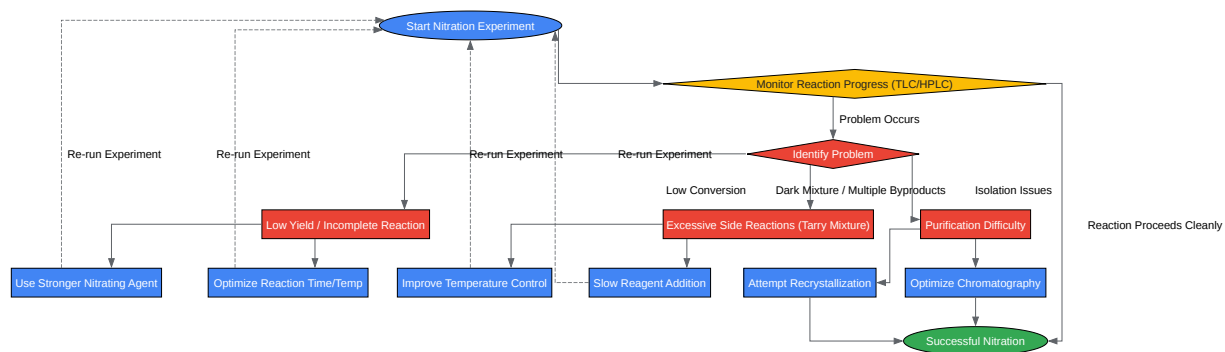 Start Nitration Experiment
Monitor Reaction Progress (TLC/HPLC)
Problem Occurs
Re-run Experiment
Re-run Experiment
Re-run Experiment
Re-run Experiment
Identify Problem
Low Conversion
Dark Mixture / Multiple Byproducts
Isolation Issues
Low Yield / Incomplete Reaction
Excessive Side Reactions (Tarry Mixture)
Purification Difficulty
Reaction Proceeds Cleanly
Use Stronger Nitrating Agent
Optimize Reaction Time/Temp
Improve Temperature Control
Slow Reagent Addition
Attempt Recrystallization
Optimize Chromatography
Successful Nitration